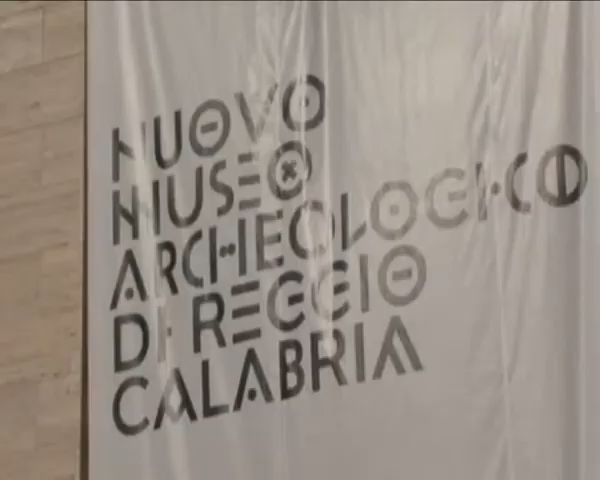 NUOVO
MUSEO
ARCHEOLOGICO
DI REGGIO
CALABRIA